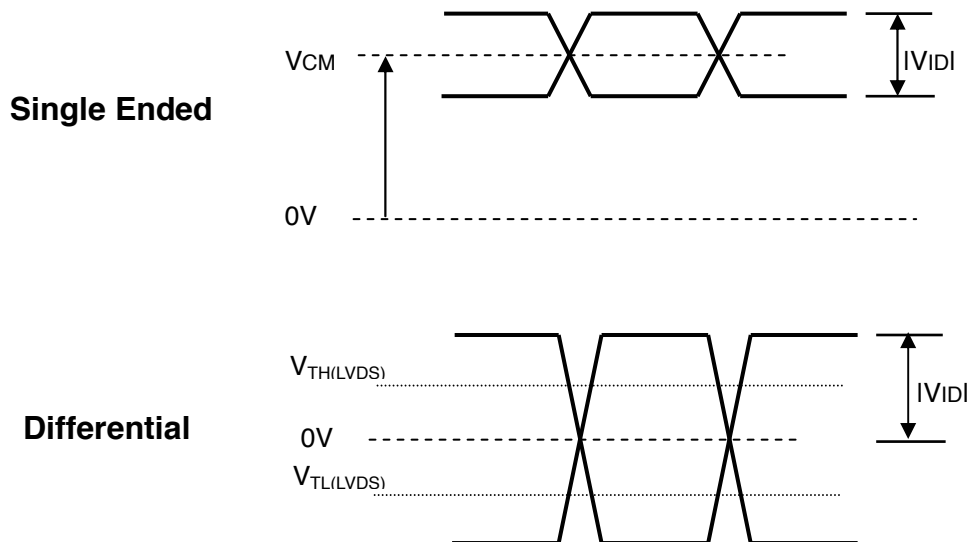 VCM
|VID|
Single Ended
0V
VTH(LVDS)
|VID|
Differential
0V
VTL(LVDS)